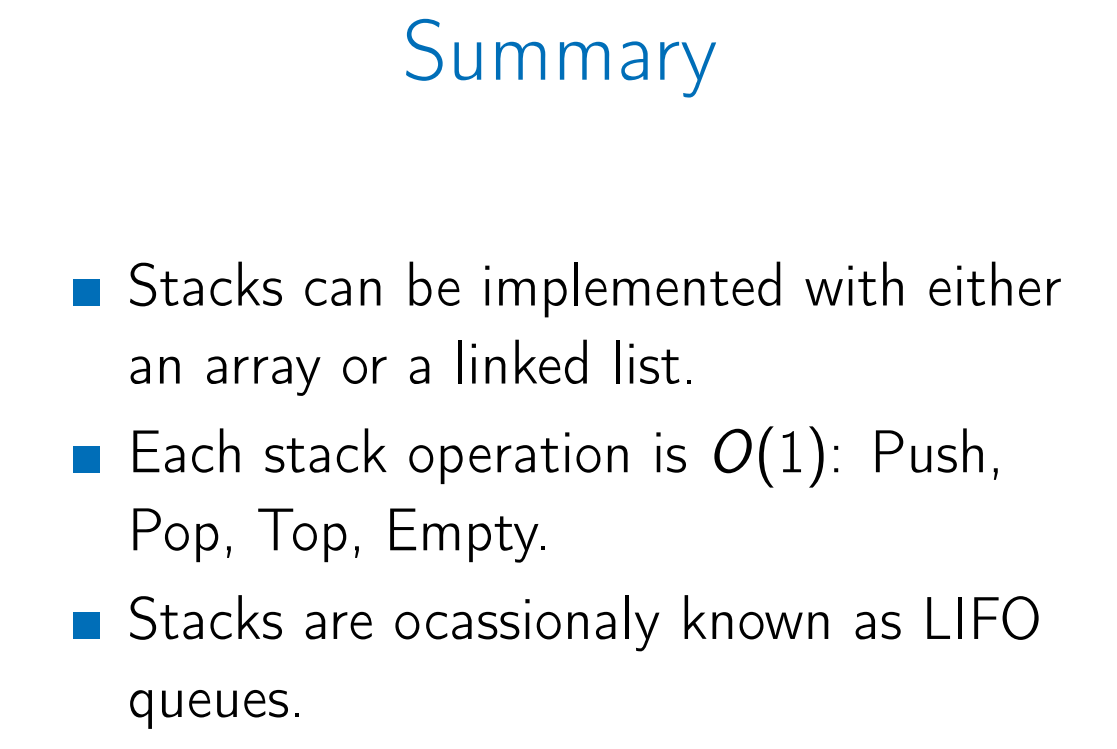 Summary
Stacks can be implemented with either
an array or a linked list.
Each stack operation is O(1): Push,
Pop, Top, Empty.
Stacks are ocassionaly known as LIFO
queues.